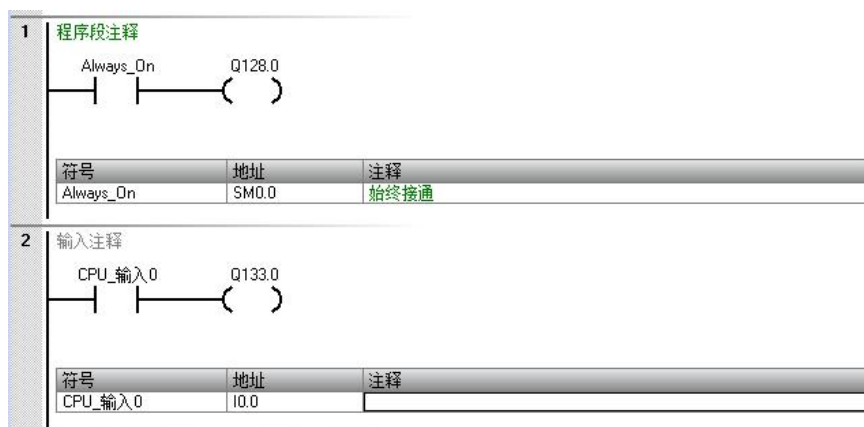 1 程序段注释
Always_On Q128.0
符号 地址 注释
Always_On SM0.0 始终接通
2 输入注释
CPU_输入0 Q133.0
符号 地址 注释
CPU_输入0 I0.0